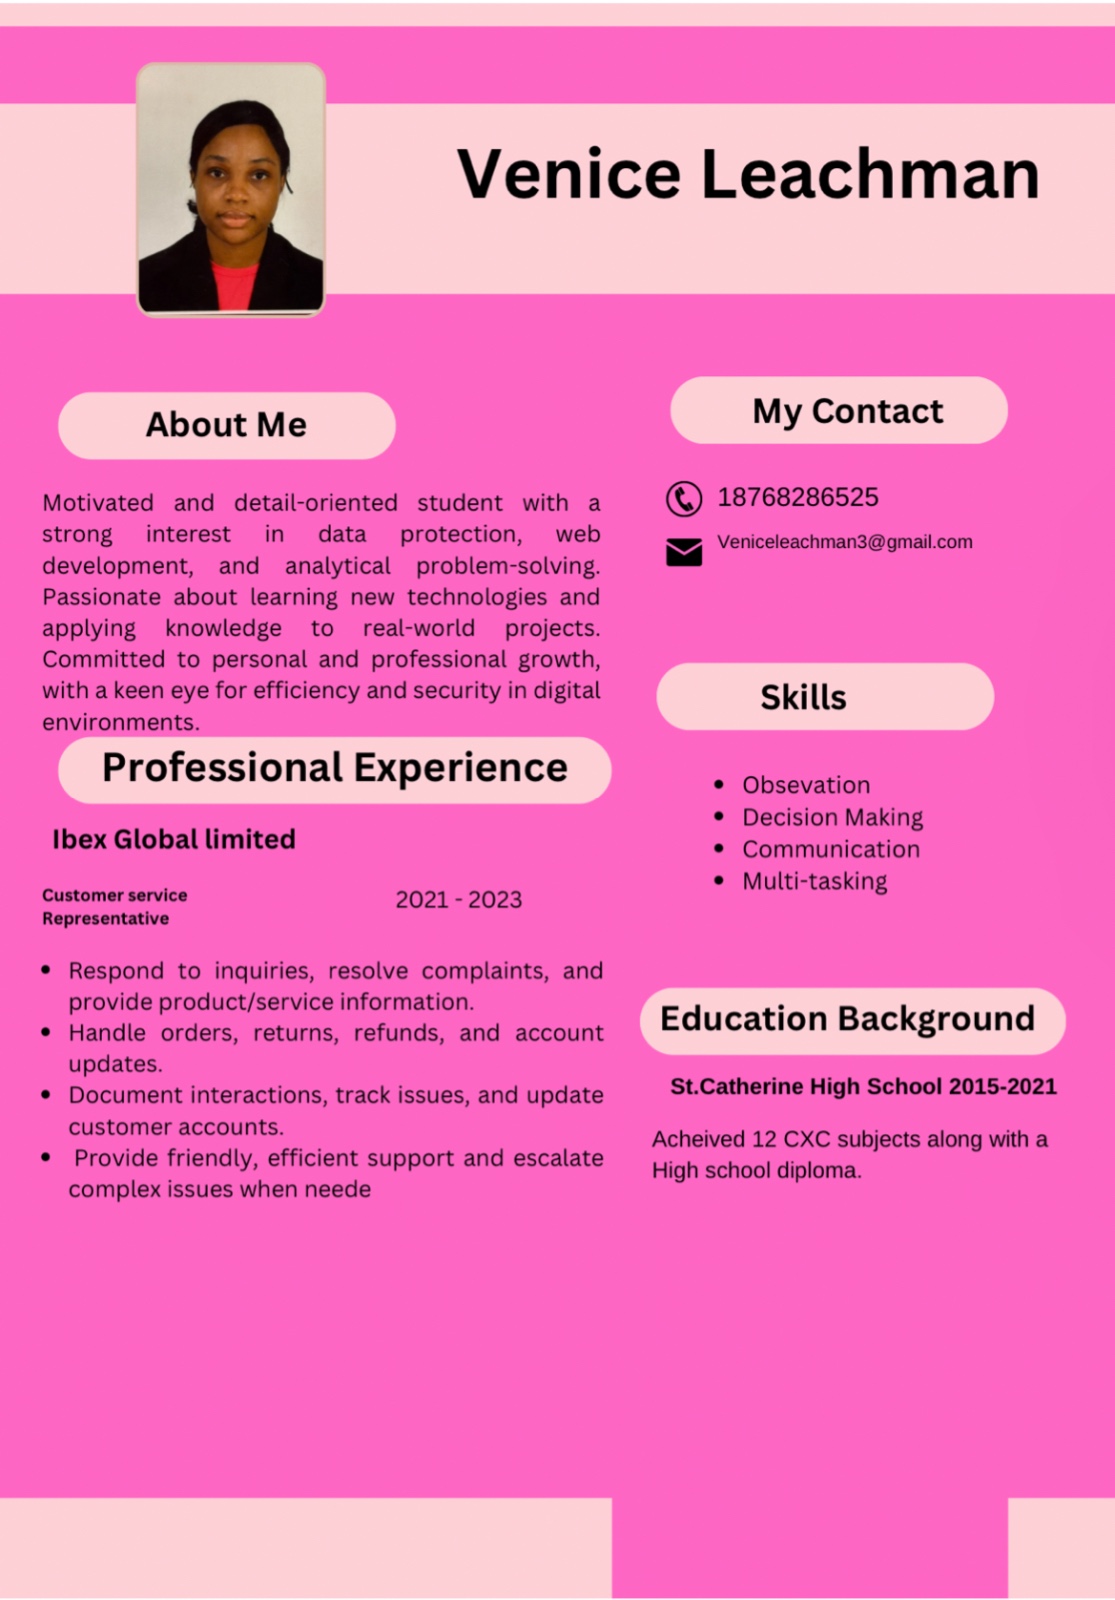 Venice Leachman
About Me
Motivated and detail-oriented student with a
strong interest in data protection, web
development, and analytical problem-solving.
Passionate about learning new technologies and
applying knowledge to real-world projects.
Committed to personal and professional growth,
with a keen eye for efficiency and security in digital
environments.
Professional Experience
Ibex Global limited
Customer service
Representative
2021 - 2023
• Respond to inquiries, resolve complaints, and
provide product/service information.
• Handle orders, returns, refunds, and account
updates.
• Document interactions, track issues, and update
customer accounts.
• Provide friendly, efficient support and escalate
complex issues when neede
My Contact
18768286525
Veniceleachman3@gmail.com
Skills
• Obsevation
• Decision Making
• Communication
• Multi-tasking
Education Background
St.Catherine High School 2015-2021
Acheived 12 CXC subjects along with a
High school diploma.